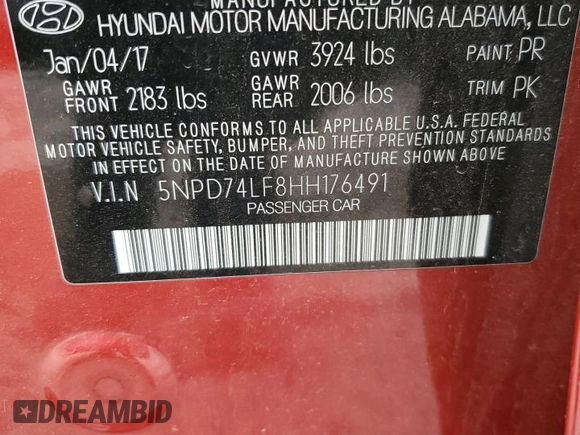 MANUFACTURED BY
HYUNDAI MOTOR MANUFACTURING ALABAMA, LLC
Jan/04/17 GVWR 3924 lbs PAINT PR
GAWR FRONT 2183 lbs GAWR REAR 2006 lbs TRIM PK
THIS VEHICLE CONFORMS TO ALL APPLICABLE U.S.A. FEDERAL
MOTOR VEHICLE SAFETY, BUMPER, AND THEFT PREVENTION STANDARDS
IN EFFECT ON THE DATE OF MANUFACTURE SHOWN ABOVE.
V.I.N 5NPD74LF8HH176491
PASSENGER CAR
DREAMBID